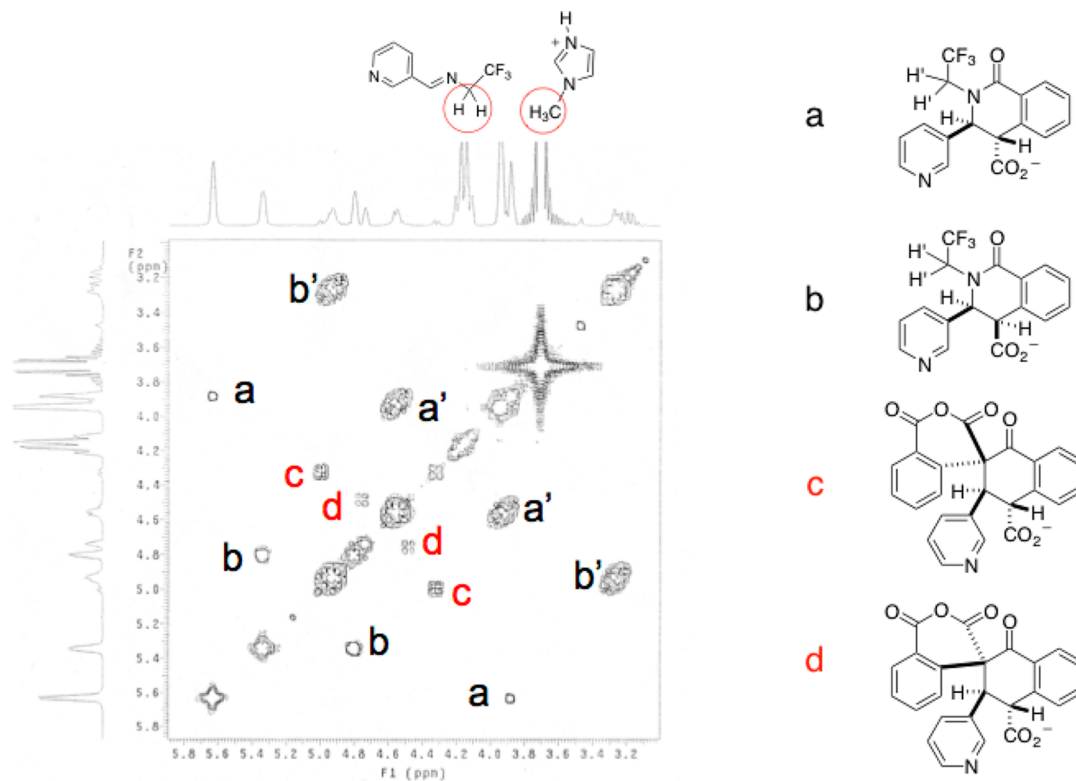 H
N
+
N
H₃C
N
N
CF₃
H H
F2
(ppm)
3.2
3.4
3.6
3.8
4.0
4.2
4.4
4.6
4.8
5.0
5.2
5.4
5.6
5.8
b'
a
a'
c
d
d
a'
b
b'
c
b
a
5.8 5.6 5.4 5.2 5.0 4.8 4.6 4.4 4.2 4.0 3.8 3.6 3.4 3.2
F1 (ppm)
a
CF₃
H' O
H' N
H
H
CO₂⁻
N
b
CF₃
H' O
H' N
H
H
CO₂⁻
N
c
O O O O
H H
CO₂⁻
N
d
O O O O
H H
CO₂⁻
N